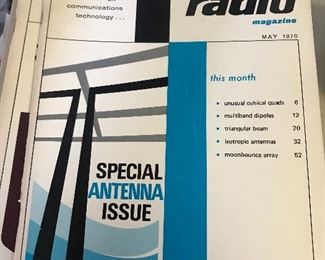 communications
technology...
radio
magazine
MAY 1970
this month
• unusual cubical quads 6
• multiband dipoles 12
• triangular beam 20
• isotropic antennas 32
• moonbounce array 52
SPECIAL
ANTENNA
ISSUE